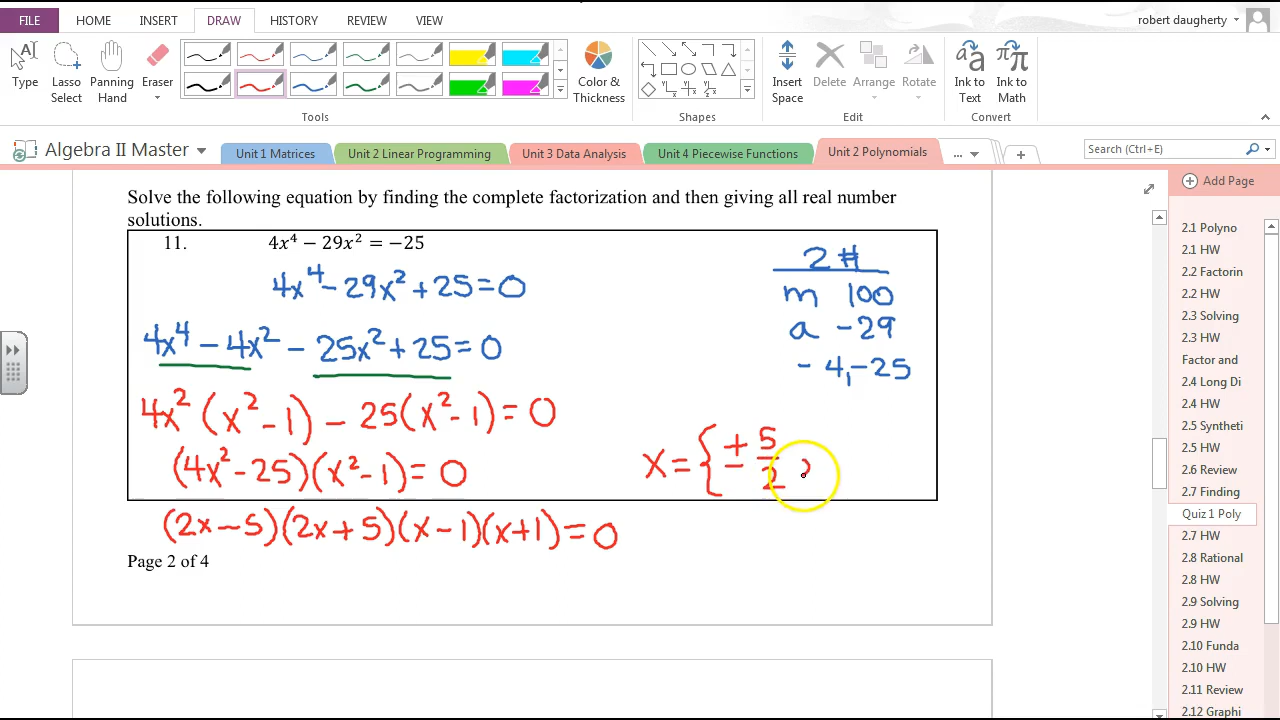 FILE HOME INSERT DRAW HISTORY REVIEW VIEW robert daugherty
Type Lasso Select Panning Hand Eraser Color & Thickness Insert Space Delete Arrange Rotate Ink to Text Ink to Math
Tools Shapes Edit Convert
Algebra II Master Unit 1 Matrices Unit 2 Linear Programming Unit 3 Data Analysis Unit 4 Piecewise Functions Unit 2 Polynomials ... Search (Ctrl+E)
Solve the following equation by finding the complete factorization and then giving all real number
solutions.
11. 4x⁴ − 29x² = −25
4x⁴ - 29x² + 25 = 0
4x⁴ - 4x² - 25x² + 25 = 0
4x² (x² - 1) - 25(x² - 1) = 0
(4x² - 25)(x² - 1) = 0
(2x - 5)(2x + 5)(x - 1)(x + 1) = 0
2 #
m 100
a -29
- 4, -25
x = { ± 5/2 ,
Page 2 of 4
Add Page
2.1 Polyno
2.1 HW
2.2 Factorin
2.2 HW
2.3 Solving
2.3 HW
Factor and
2.4 Long Di
2.4 HW
2.5 Syntheti
2.5 HW
2.6 Review
2.7 Finding
Quiz 1 Poly
2.7 HW
2.8 Rational
2.8 HW
2.9 Solving
2.9 HW
2.10 Funda
2.10 HW
2.11 Review
2.12 Graphi